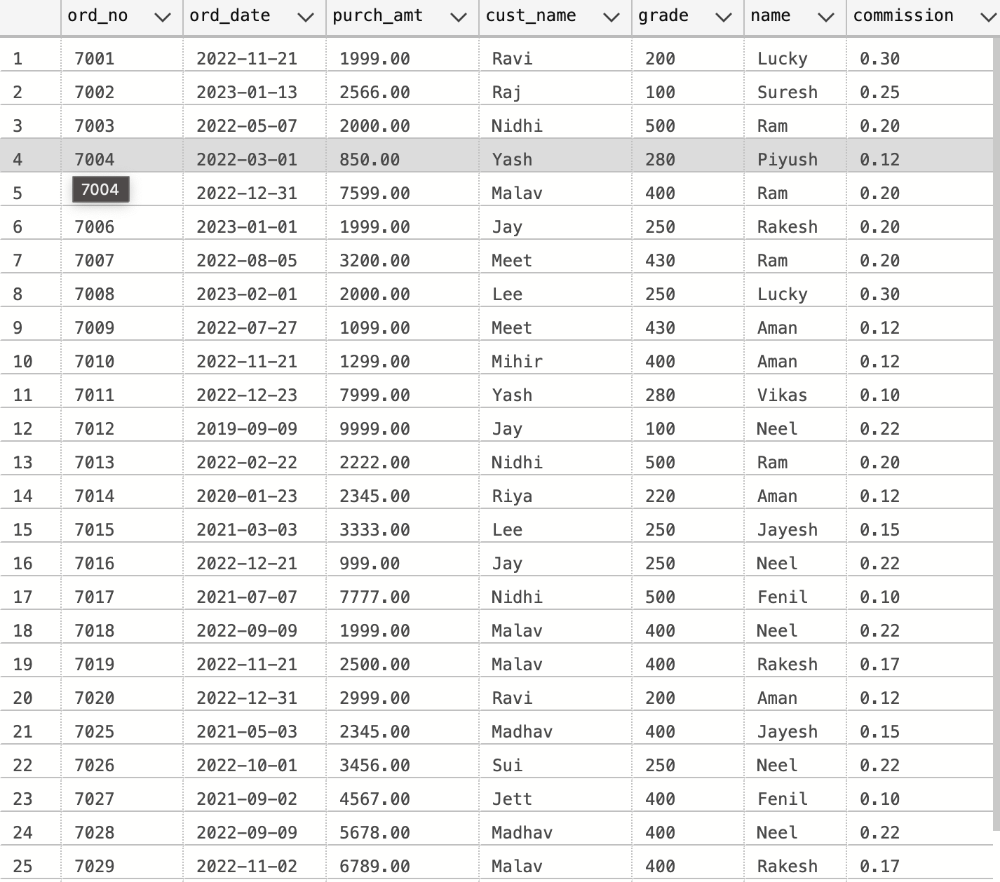 ord_no ord_date purch_amt cust_name grade name commission
1 7001 2022-11-21 1999.00 Ravi 200 Lucky 0.30
2 7002 2023-01-13 2566.00 Raj 100 Suresh 0.25
3 7003 2022-05-07 2000.00 Nidhi 500 Ram 0.20
4 7004 2022-03-01 850.00 Yash 280 Piyush 0.12
5 7004 2022-12-31 7599.00 Malav 400 Ram 0.20
6 7006 2023-01-01 1999.00 Jay 250 Rakesh 0.20
7 7007 2022-08-05 3200.00 Meet 430 Ram 0.20
8 7008 2023-02-01 2000.00 Lee 250 Lucky 0.30
9 7009 2022-07-27 1099.00 Meet 430 Aman 0.12
10 7010 2022-11-21 1299.00 Mihir 400 Aman 0.12
11 7011 2022-12-23 7999.00 Yash 280 Vikas 0.10
12 7012 2019-09-09 9999.00 Jay 100 Neel 0.22
13 7013 2022-02-22 2222.00 Nidhi 500 Ram 0.20
14 7014 2020-01-23 2345.00 Riya 220 Aman 0.12
15 7015 2021-03-03 3333.00 Lee 250 Jayesh 0.15
16 7016 2022-12-21 999.00 Jay 250 Neel 0.22
17 7017 2021-07-07 7777.00 Nidhi 500 Fenil 0.10
18 7018 2022-09-09 1999.00 Malav 400 Neel 0.22
19 7019 2022-11-21 2500.00 Malav 400 Rakesh 0.17
20 7020 2022-12-31 2999.00 Ravi 200 Aman 0.12
21 7025 2021-05-03 2345.00 Madhav 400 Jayesh 0.15
22 7026 2022-10-01 3456.00 Sui 250 Neel 0.22
23 7027 2021-09-02 4567.00 Jett 400 Fenil 0.10
24 7028 2022-09-09 5678.00 Madhav 400 Neel 0.22
25 7029 2022-11-02 6789.00 Malav 400 Rakesh 0.17